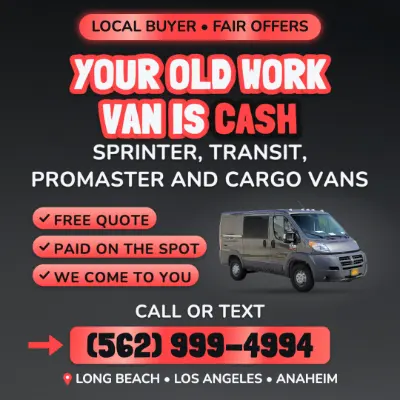 LOCAL BUYER • FAIR OFFERS
YOUR OLD WORK
VAN IS CASH
SPRINTER, TRANSIT,
PROMASTER AND CARGO VANS
FREE QUOTE
PAID ON THE SPOT
WE COME TO YOU
CALL OR TEXT
(562) 999-4994
LONG BEACH • LOS ANGELES • ANAHEIM